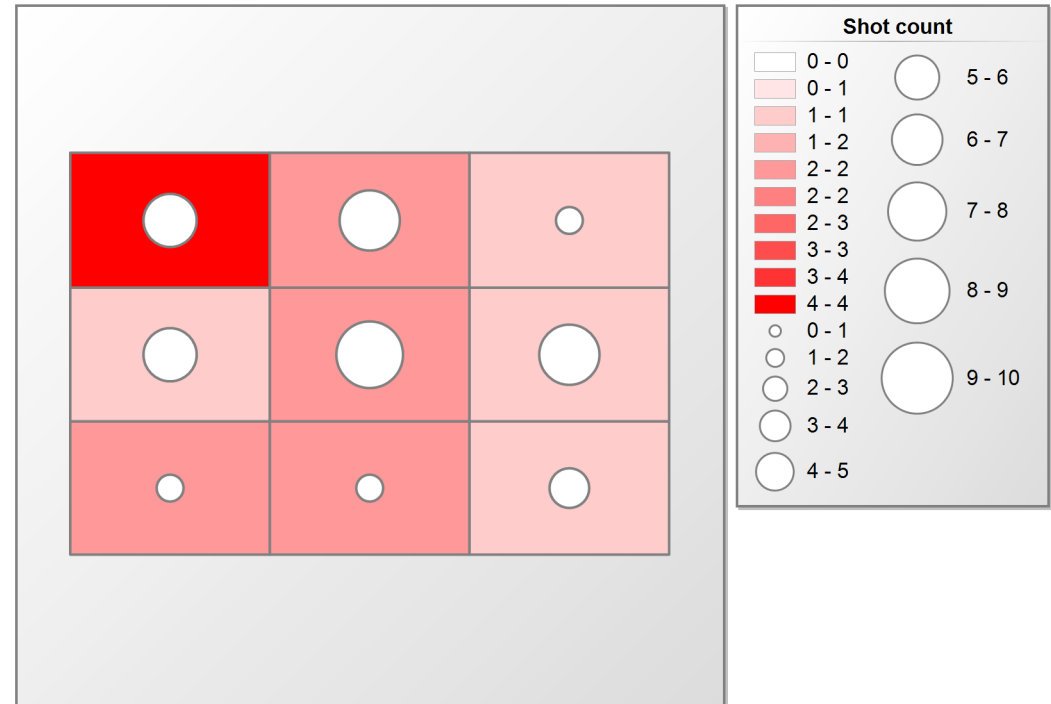 Shot count
0 - 0
0 - 1
1 - 1
1 - 2
2 - 2
2 - 2
2 - 3
3 - 3
3 - 4
4 - 4
0 - 1
1 - 2
2 - 3
3 - 4
4 - 5
5 - 6
6 - 7
7 - 8
8 - 9
9 - 10